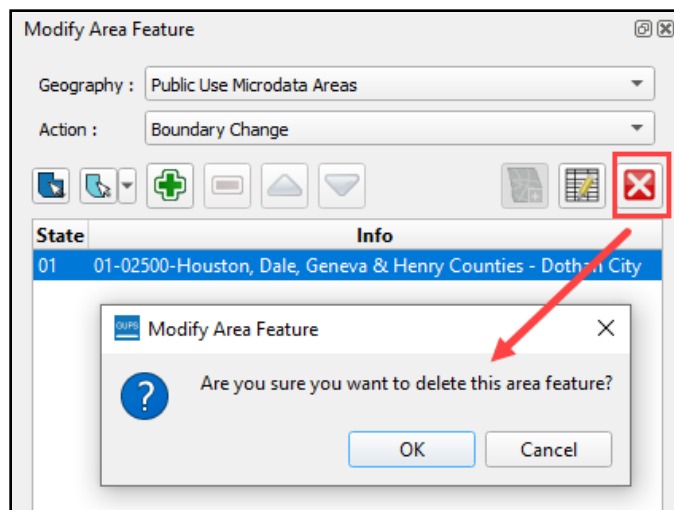 Modify Area Feature
Geography : Public Use Microdata Areas
Action : Boundary Change
State Info
01 01-02500-Houston, Dale, Geneva & Henry Counties - Dothan City
GUPS Modify Area Feature
Are you sure you want to delete this area feature?
OK Cancel